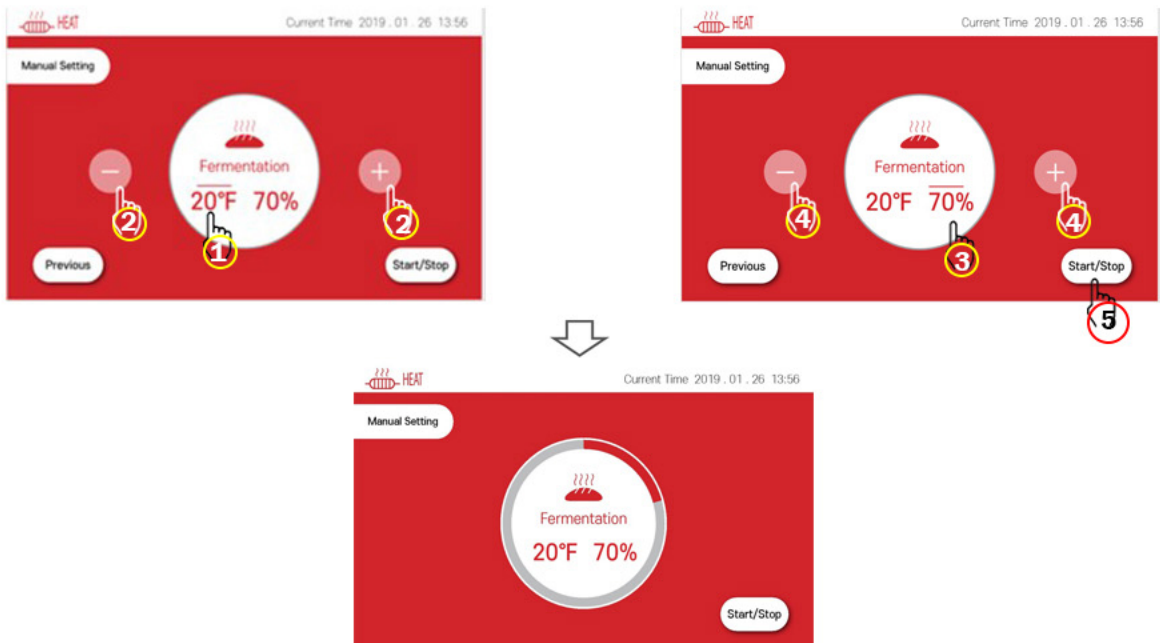 HEAT
Current Time 2019 . 01 . 26 13:56
Manual Setting
−
Fermentation
20°F 70%
+
2
1
2
Previous
Start/Stop
HEAT
Current Time 2019 . 01 . 26 13:56
Manual Setting
−
Fermentation
20°F 70%
+
4
3
4
Previous
Start/Stop
5
HEAT
Current Time 2019 . 01 . 26 13:56
Manual Setting
Fermentation
20°F 70%
Start/Stop